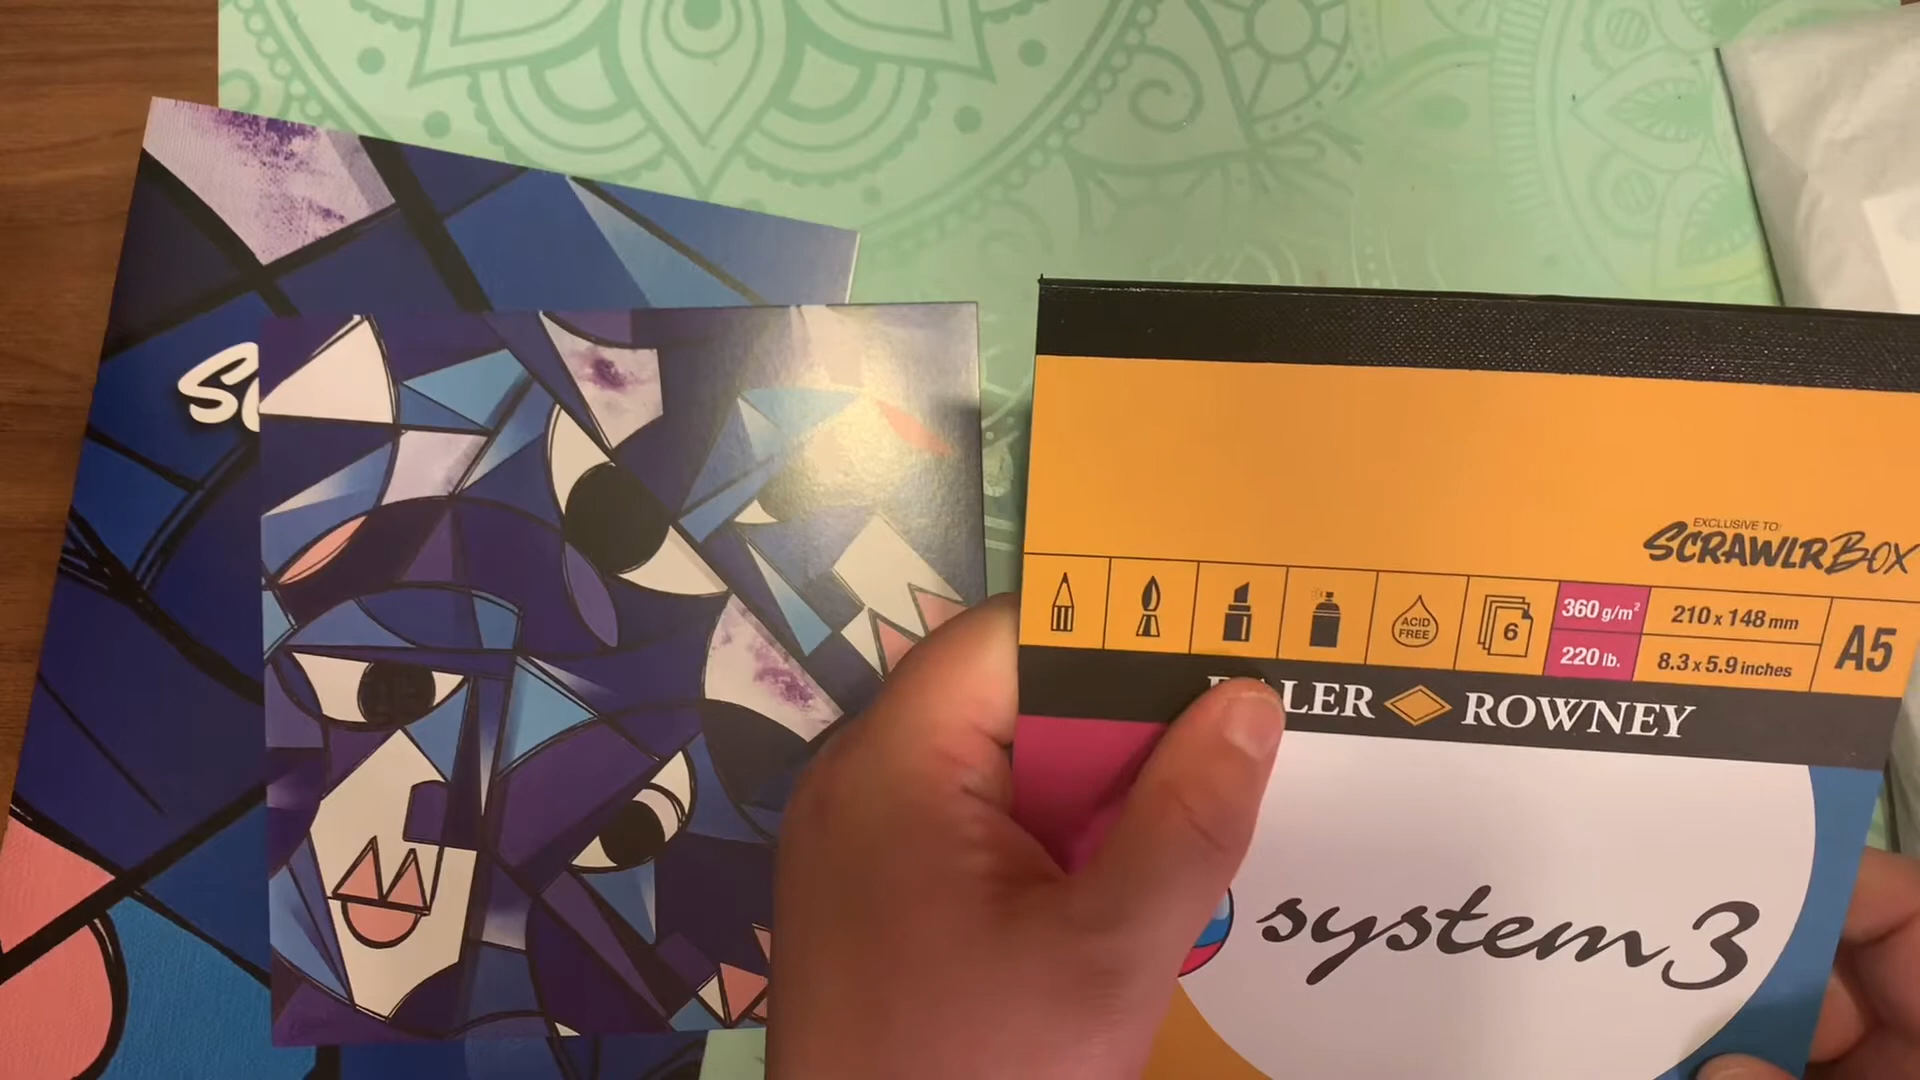 EXCLUSIVE TO:
SCRAWLRBOX
ACID
FREE
6
360 g/m²
220 lb.
210 x 148 mm
8.3 x 5.9 inches
A5
ROWNEY
system3